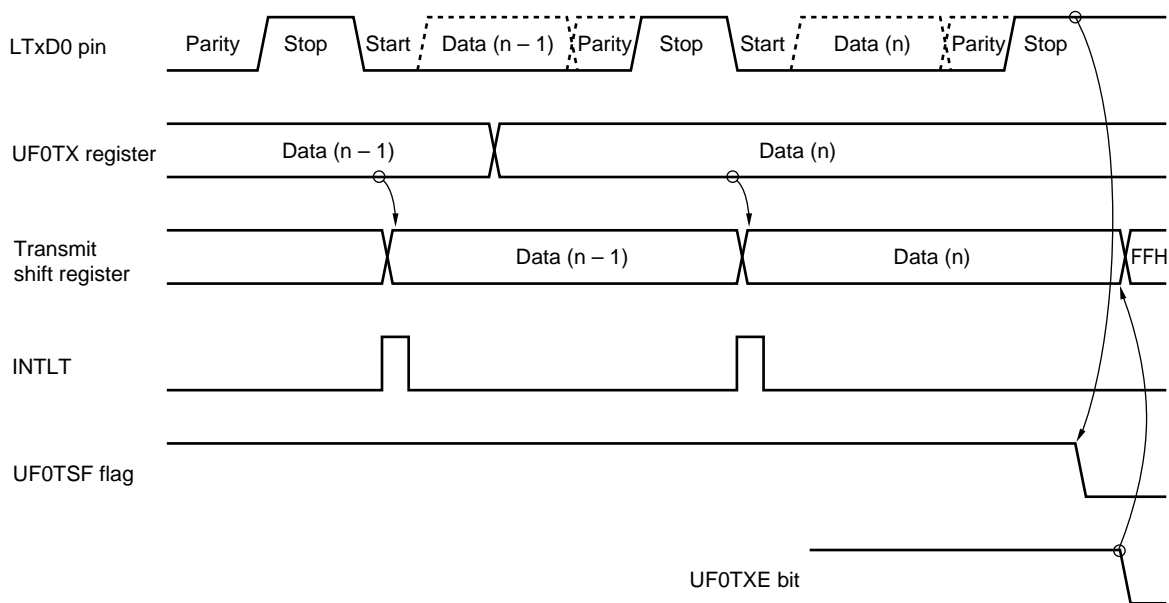 LTxD0 pin
Parity Stop Start Data (n – 1) Parity Stop Start Data (n) Parity Stop
UF0TX register
Data (n – 1) Data (n)
Transmit
shift register
Data (n – 1) Data (n) FFH
INTLT
UF0TSF flag
UF0TXE bit